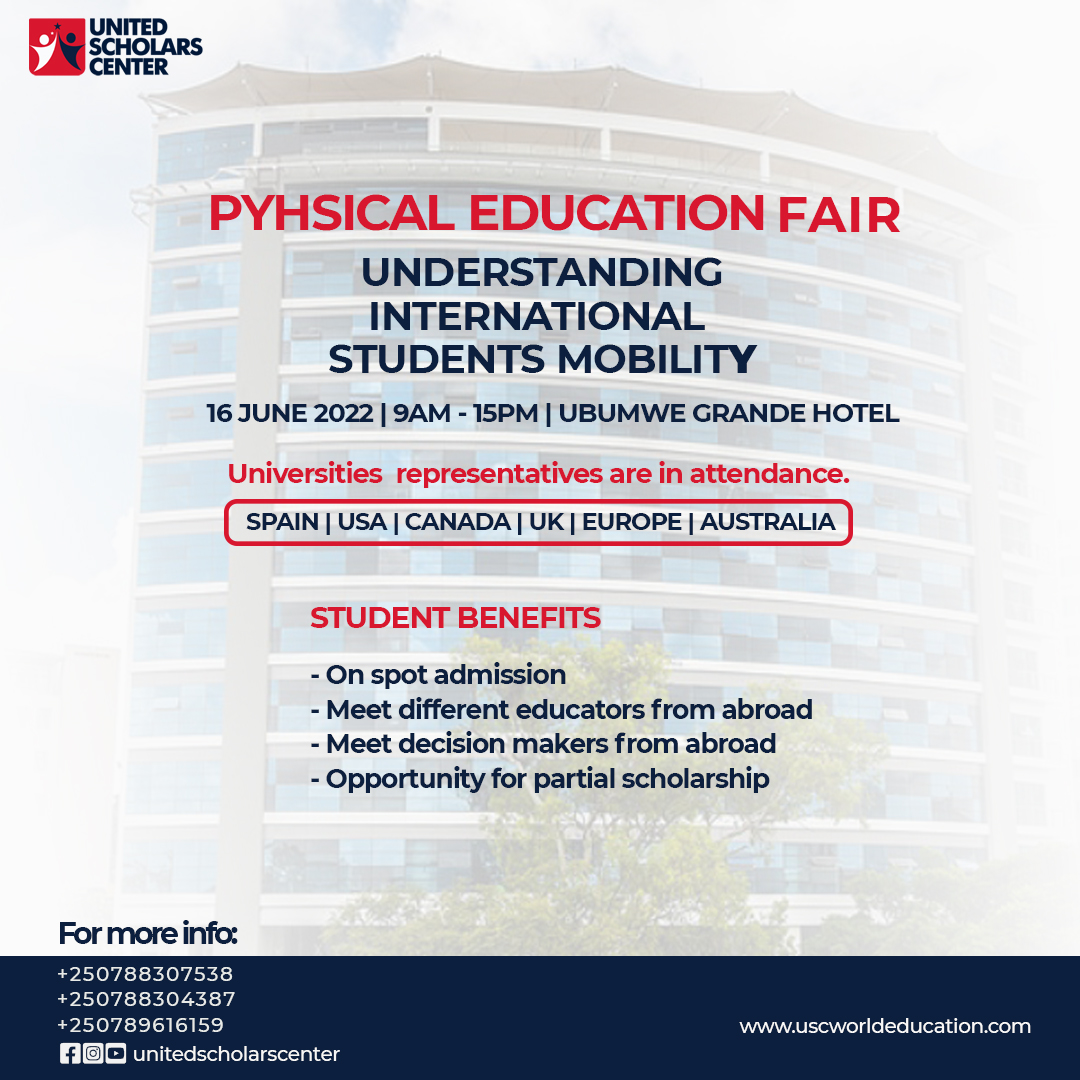 UNITED
SCHOLARS
CENTER
PYHSICAL EDUCATION FAIR
UNDERSTANDING
INTERNATIONAL
STUDENTS MOBILITY
16 JUNE 2022 | 9AM - 15PM | UBUMWE GRANDE HOTEL
Universities representatives are in attendance.
SPAIN | USA | CANADA | UK | EUROPE | AUSTRALIA
STUDENT BENEFITS
- On spot admission
- Meet different educators from abroad
- Meet decision makers from abroad
- Opportunity for partial scholarship
For more info:
+250788307538
+250788304387
+250789616159
www.uscworldeducation.com
unitedscholarscenter